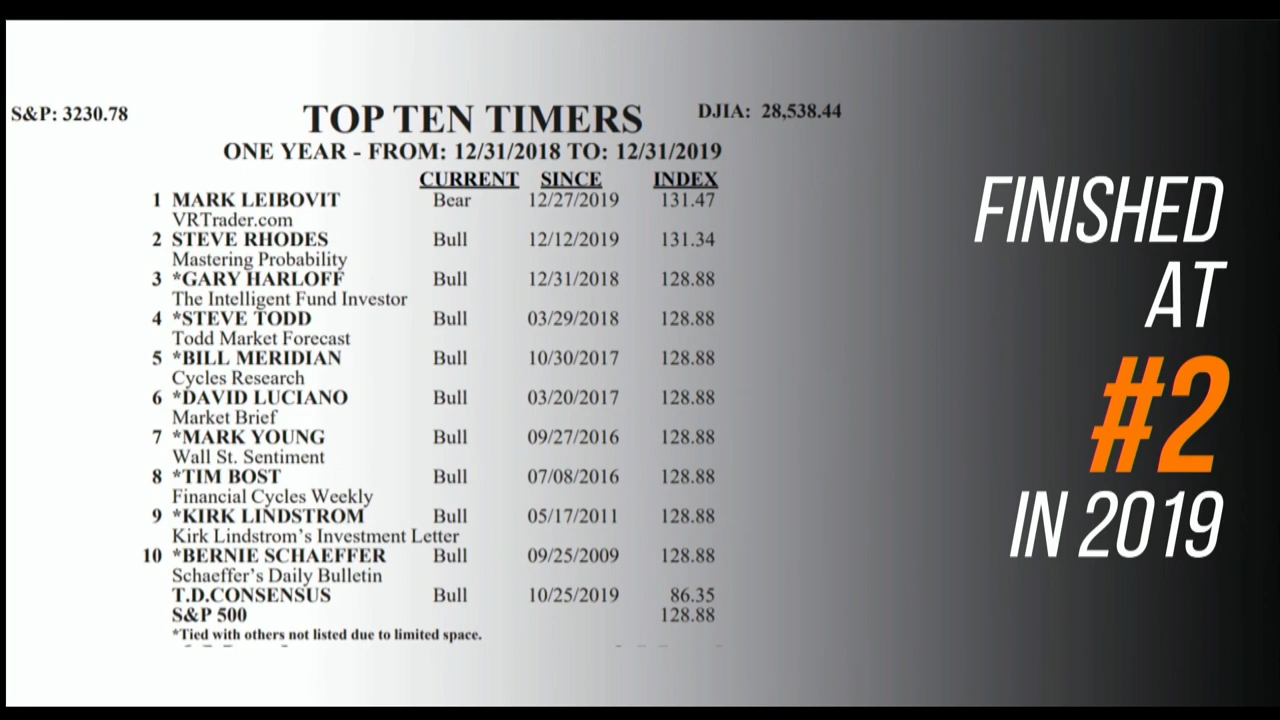 S&P: 3230.78
TOP TEN TIMERS
DJIA: 28,538.44
ONE YEAR - FROM: 12/31/2018 TO: 12/31/2019
CURRENT SINCE INDEX
1 MARK LEIBOVIT Bear 12/27/2019 131.47
VRTrader.com
2 STEVE RHODES Bull 12/12/2019 131.34
Mastering Probability
3 *GARY HARLOFF Bull 12/31/2018 128.88
The Intelligent Fund Investor
4 *STEVE TODD Bull 03/29/2018 128.88
Todd Market Forecast
5 *BILL MERIDIAN Bull 10/30/2017 128.88
Cycles Research
6 *DAVID LUCIANO Bull 03/20/2017 128.88
Market Brief
7 *MARK YOUNG Bull 09/27/2016 128.88
Wall St. Sentiment
8 *TIM BOST Bull 07/08/2016 128.88
Financial Cycles Weekly
9 *KIRK LINDSTROM Bull 05/17/2011 128.88
Kirk Lindstrom's Investment Letter
10 *BERNIE SCHAEFFER Bull 09/25/2009 128.88
Schaeffer's Daily Bulletin
T.D.CONSENSUS Bull 10/25/2019 86.35
S&P 500 128.88
*Tied with others not listed due to limited space.
FINISHED
AT
#2
IN 2019